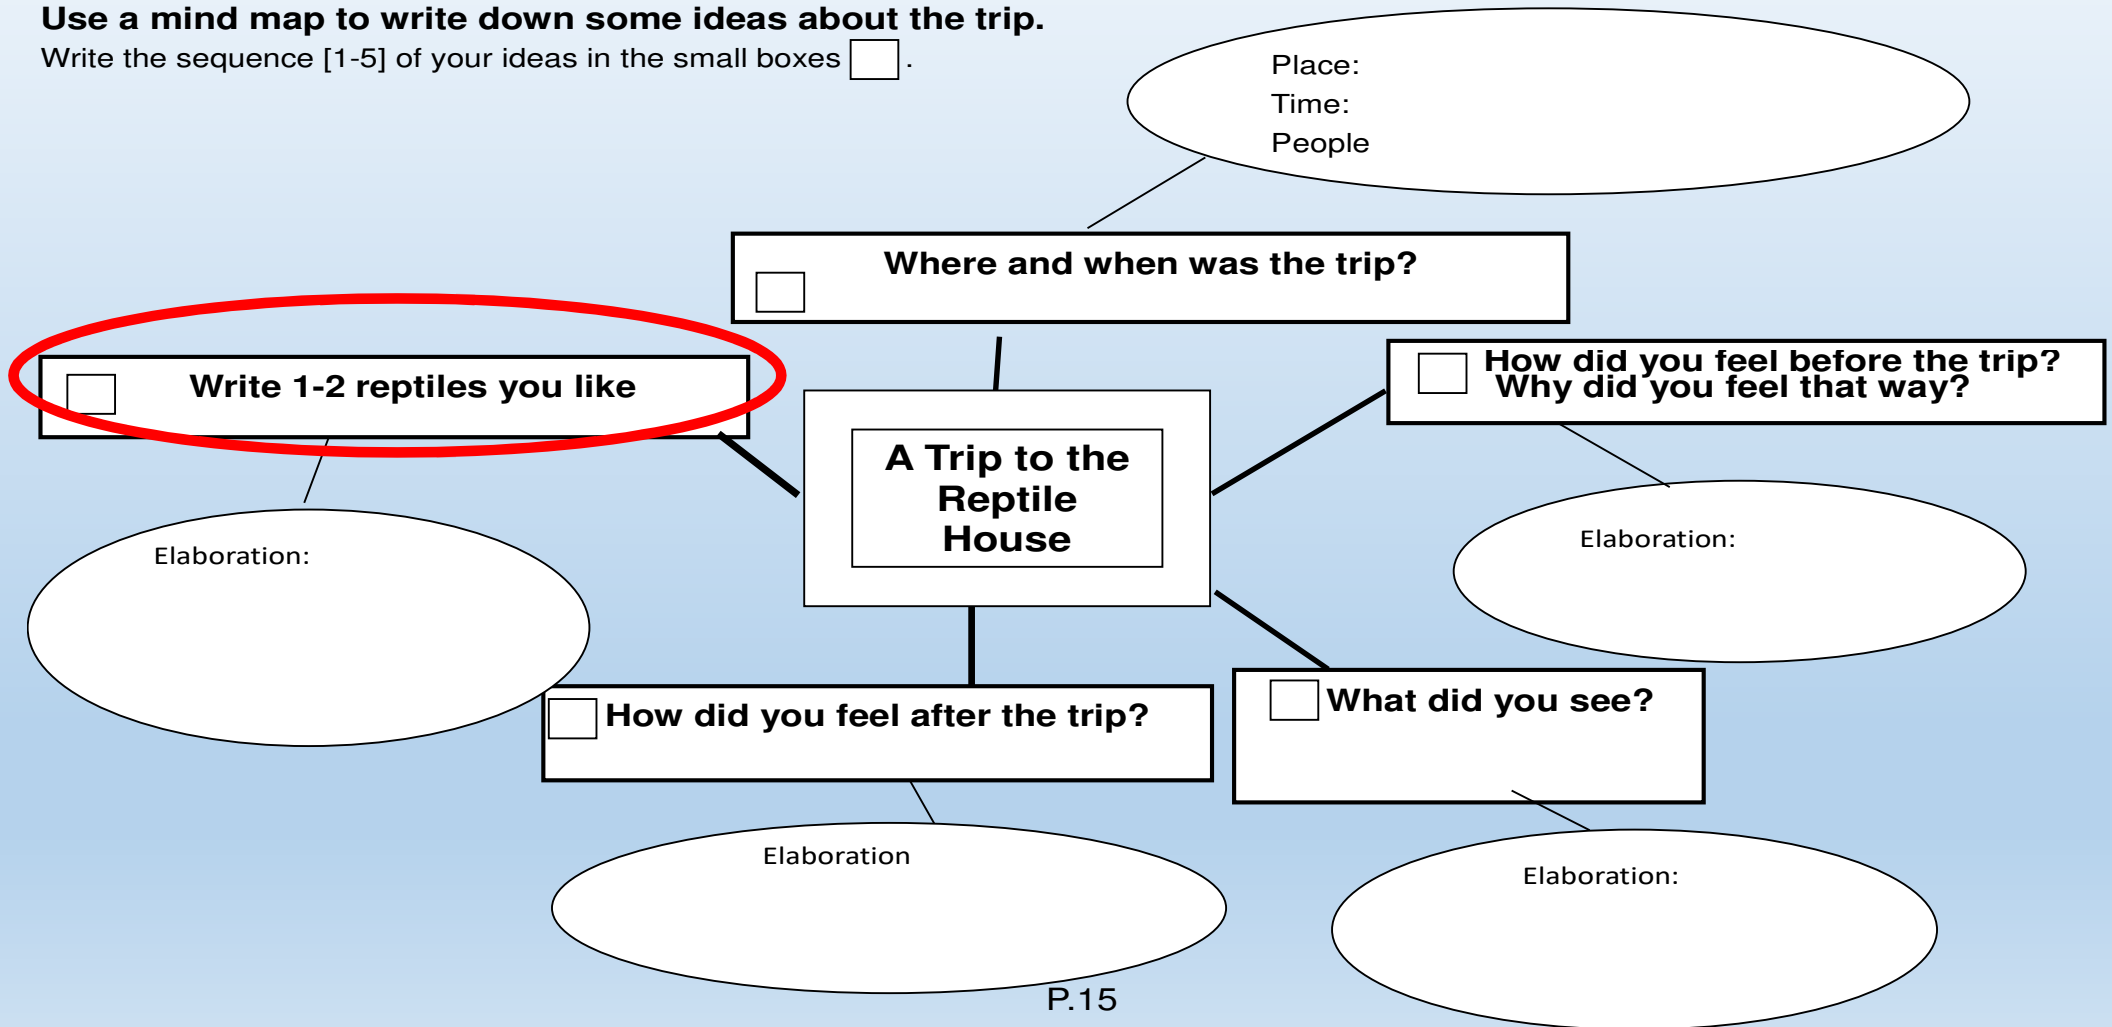 Use a mind map to write down some ideas about the trip.
Write the sequence [1-5] of your ideas in the small boxes .
Place:
Time:
People
Where and when was the trip?
Write 1-2 reptiles you like
How did you feel before the trip?
Why did you feel that way?
A Trip to the
Reptile
House
Elaboration:
Elaboration:
How did you feel after the trip?
What did you see?
Elaboration
Elaboration:
P.15